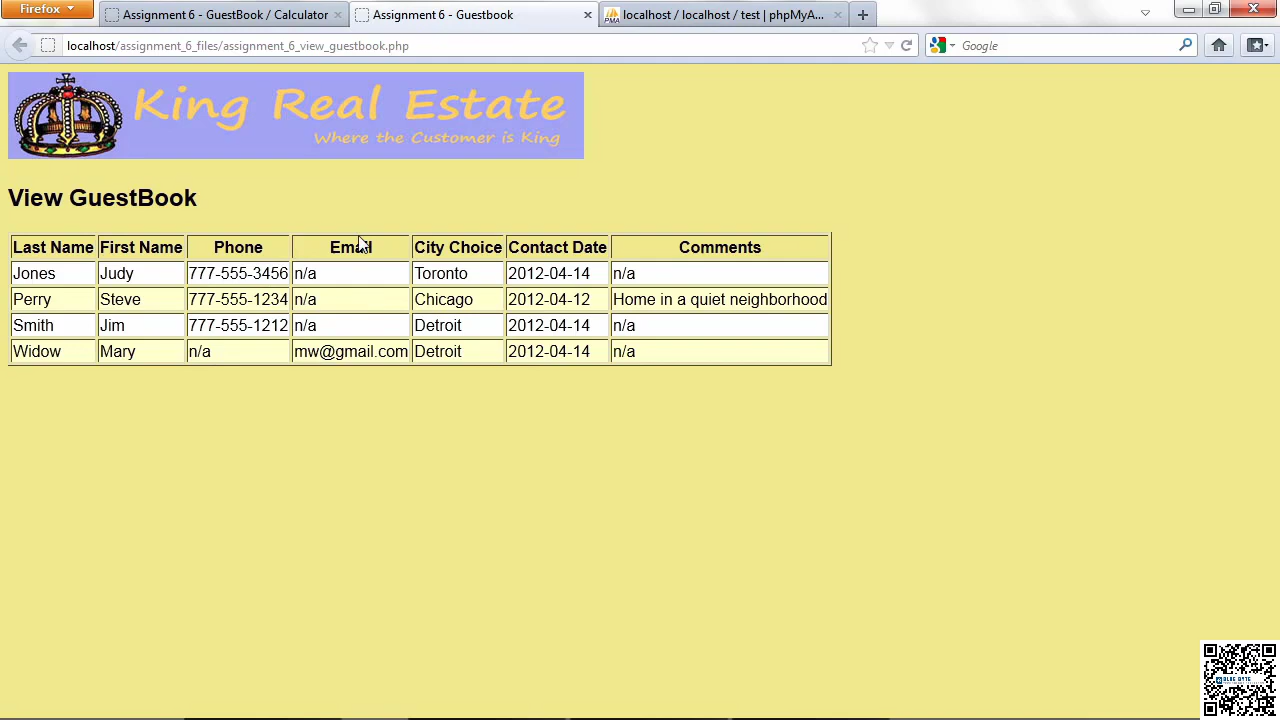 Firefox
Assignment 6 - GuestBook / Calculator
Assignment 6 - Guestbook
localhost / localhost / test | phpMyA...
localhost/assignment_6_files/asignment_6_view_guestbook.php
Google
King Real Estate
Where the Customer is King
View GuestBook
Last Name First Name Phone Email City Choice Contact Date Comments
Jones Judy 777-555-3456 n/a Toronto 2012-04-14 n/a
Perry Steve 777-555-1234 n/a Chicago 2012-04-12 Home in a quiet neighborhood
Smith Jim 777-555-1212 n/a Detroit 2012-04-14 n/a
Widow Mary n/a mw@gmail.com Detroit 2012-04-14 n/a
BLUE BYTE